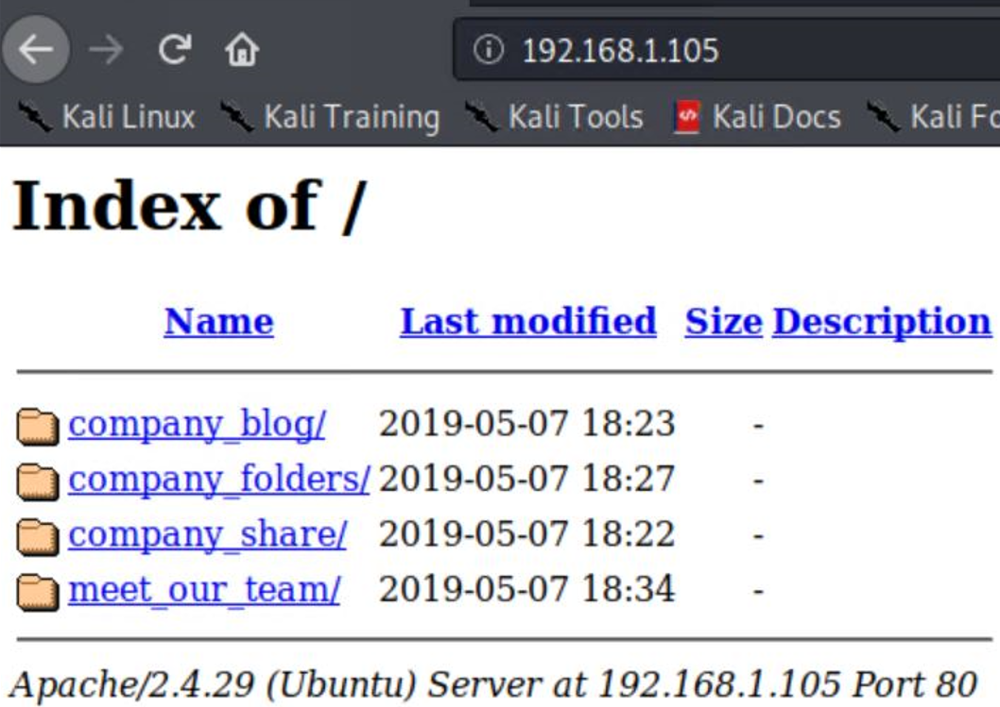 192.168.1.105
Kali Linux Kali Training Kali Tools Kali Docs Kali Fo
Index of /
Name Last modified Size Description
company_blog/ 2019-05-07 18:23 -
company_folders/ 2019-05-07 18:27 -
company_share/ 2019-05-07 18:22 -
meet_our_team/ 2019-05-07 18:34 -
Apache/2.4.29 (Ubuntu) Server at 192.168.1.105 Port 80